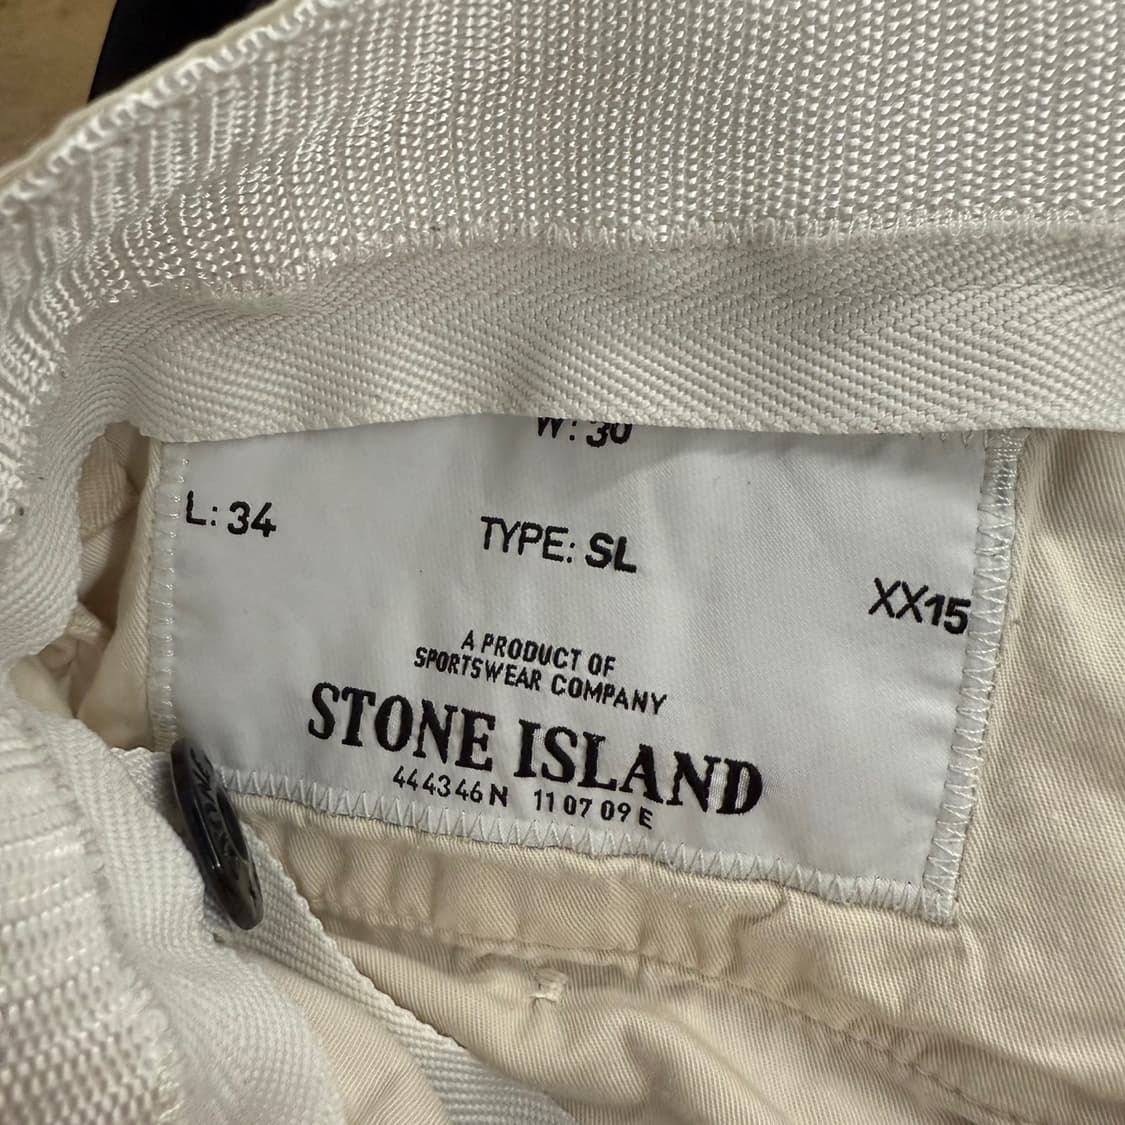 W: 30
L: 34
TYPE: SL
XX15
A PRODUCT OF
SPORTSWEAR COMPANY
STONE ISLAND
444346 N 11 07 09 E